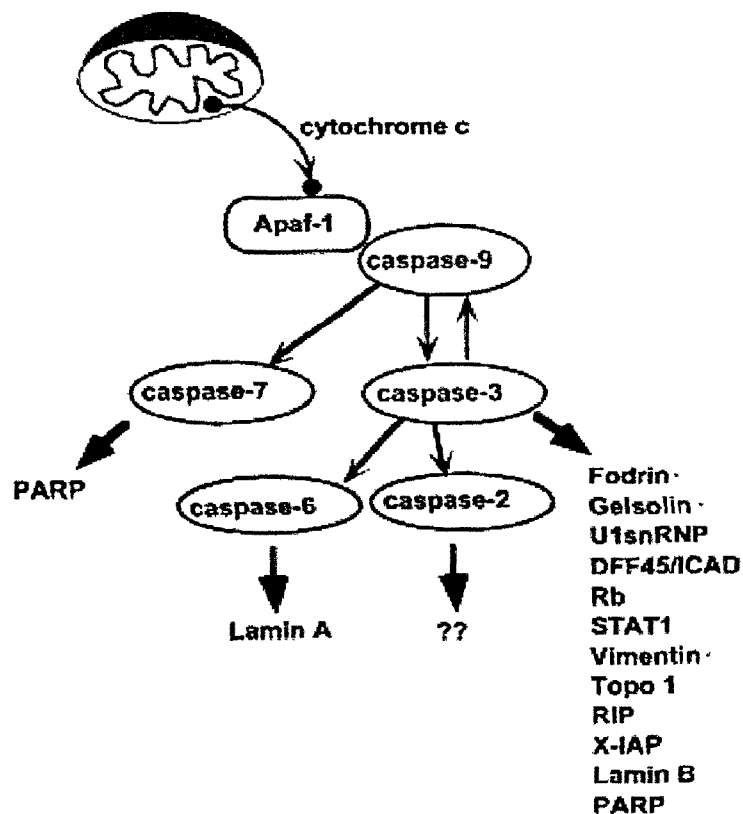 cytochrome c
Apaf-1
caspase-9
caspase-7
caspase-3
PARP
caspase-6
caspase-2
Lamin A
??
Fodrin
Gelsolin
U1snRNP
DFF45/ICAD
Rb
STAT1
Vimentin
Topo 1
RIP
X-IAP
Lamin B
PARP